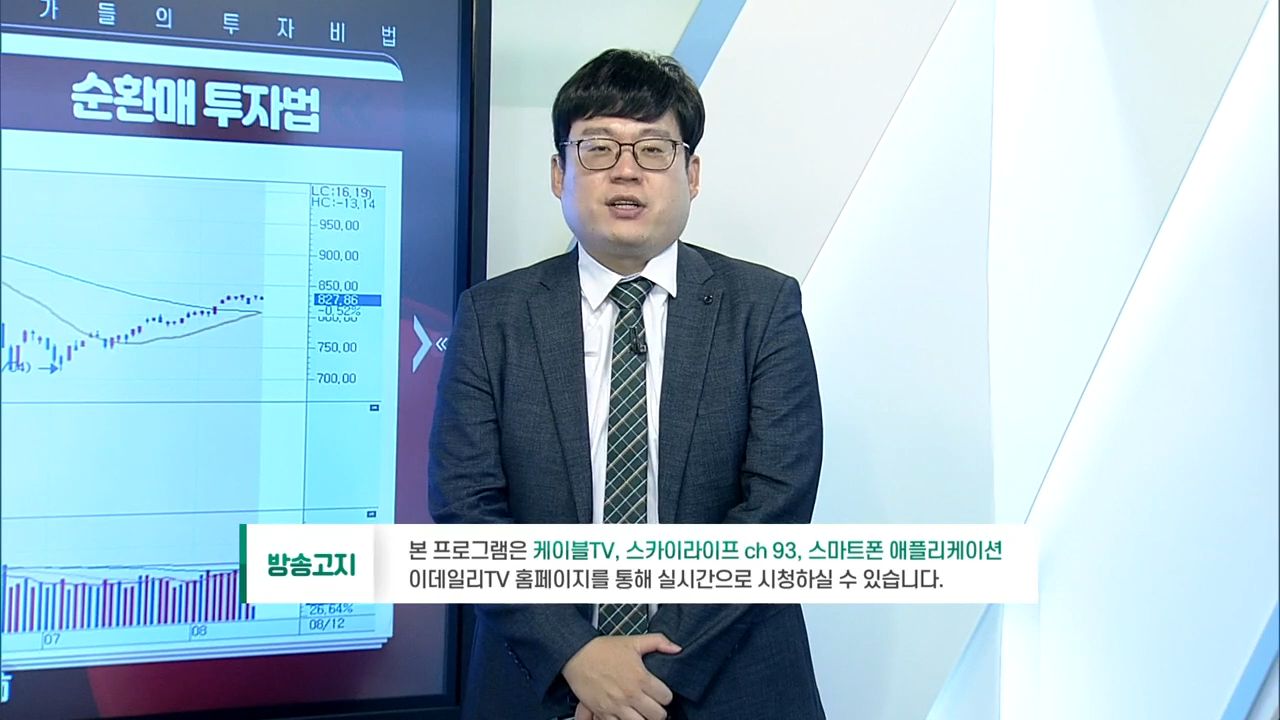 가 들 의 투 자 비 법
순환매 투자법
LC:16,19)
HC:-13,14
950,00
900,00
850,00
827,86
-0,52%
800,00
750,00
700,00
방송고지
본 프로그램은 케이블TV, 스카이라이프 ch 93, 스마트폰 애플리케이션
이데일리TV 홈페이지를 통해 실시간으로 시청하실 수 있습니다.
26,64%
07
08
08/12